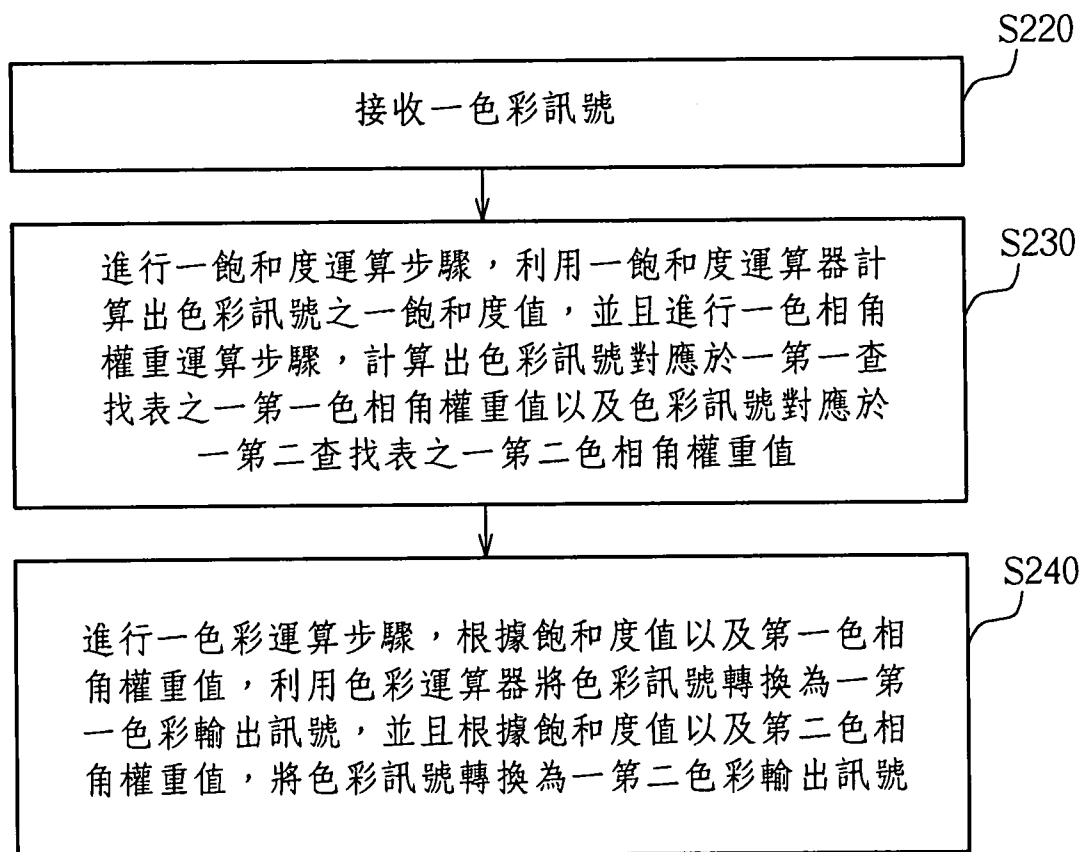 S220
接收一色彩訊號
S230
進行一飽和度運算步驟，利用一飽和度運算器計
算出色彩訊號之一飽和度值，並且進行一色相角
權重運算步驟，計算出色彩訊號對應於一第一查
找表之一第一色相角權重值以及色彩訊號對應於
一第二查找表之一第二色相角權重值
S240
進行一色彩運算步驟，根據飽和度值以及第一色相
角權重值，利用色彩運算器將色彩訊號轉換為一第
一色彩輸出訊號，並且根據飽和度值以及第二色相
角權重值，將色彩訊號轉換為一第二色彩輸出訊號